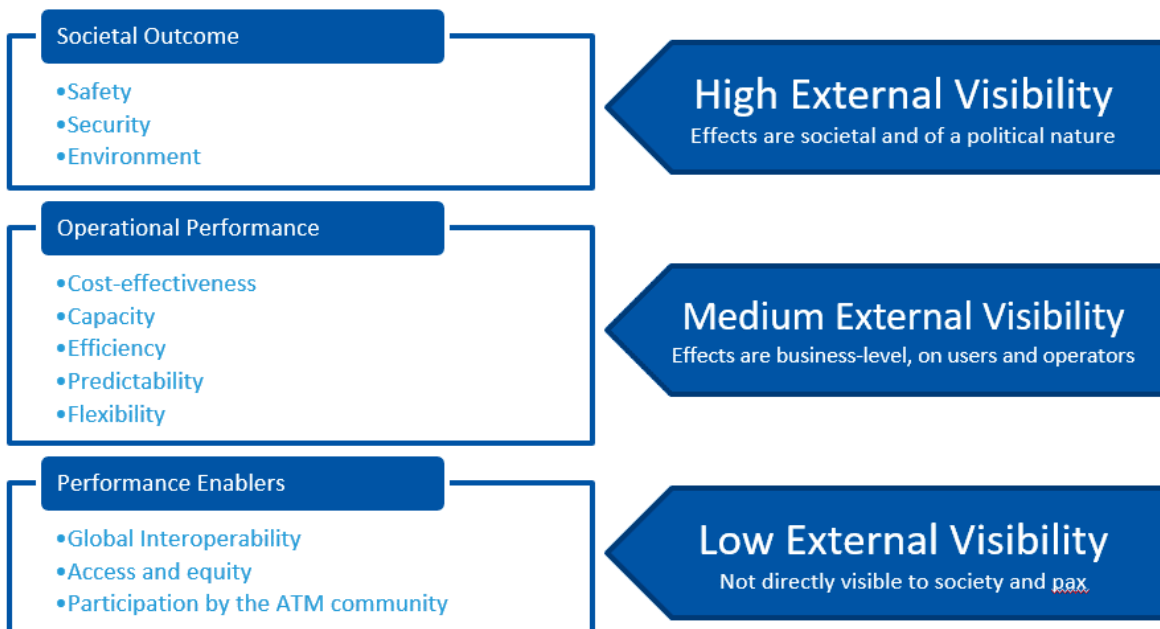 Societal Outcome
•Safety
•Security
•Environment
High External Visibility
Effects are societal and of a political nature
Operational Performance
•Cost-effectiveness
•Capacity
•Efficiency
•Predictability
•Flexibility
Medium External Visibility
Effects are business-level, on users and operators
Performance Enablers
•Global Interoperability
•Access and equity
•Participation by the ATM community
Low External Visibility
Not directly visible to society and pax